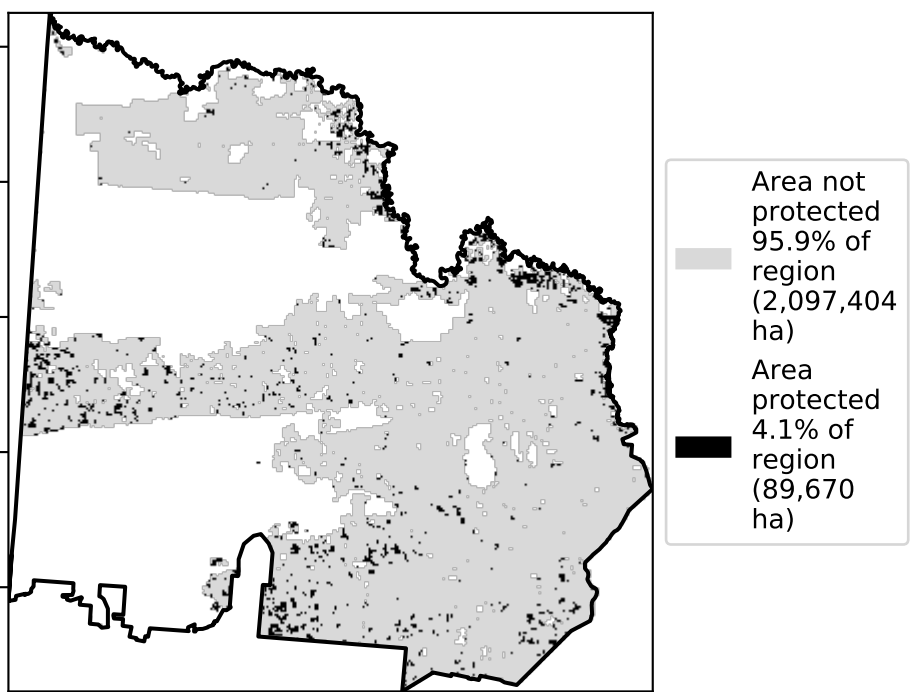 Area not
protected
95.9% of
region
(2,097,404
ha)
Area
protected
4.1% of
region
(89,670
ha)